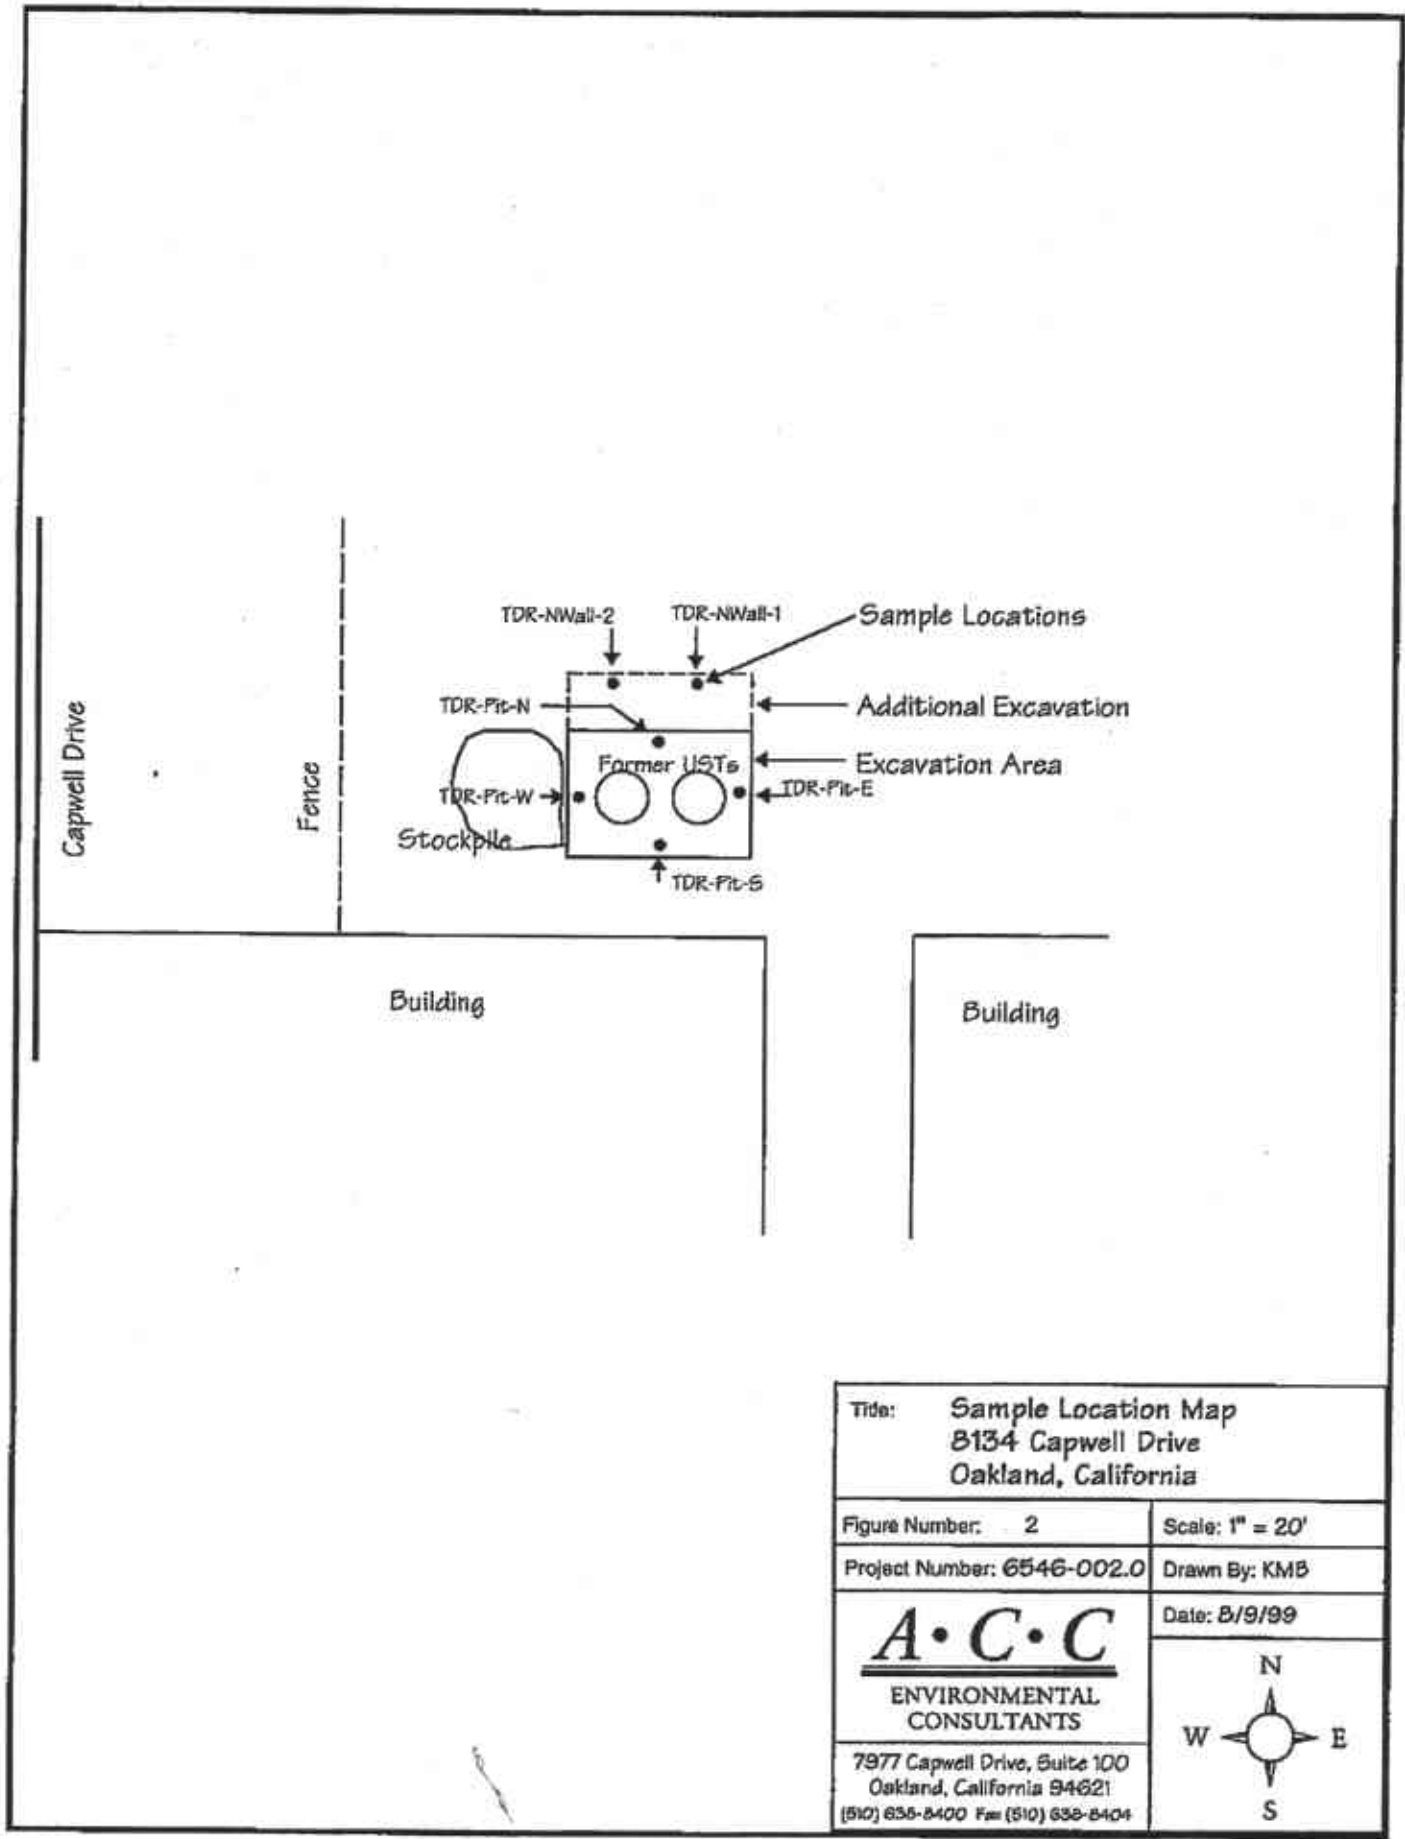 TDR-NWall-2
TDR-NWall-1
Sample Locations
TDR-Pit-N
Additional Excavation
Capwell Drive
Fence
Former USTs
Excavation Area
TDR-Pit-W
TDR-Pit-E
Stockpile
TDR-Pit-S
Building
Building
Title: Sample Location Map
8134 Capwell Drive
Oakland, California
Figure Number: 2
Scale: 1" = 20'
Project Number: 6546-002.0
Drawn By: KMB
A•C•C
ENVIRONMENTAL
CONSULTANTS
Date: 8/9/99
N
W
E
S
7977 Capwell Drive, Suite 100
Oakland, California 94621
(510) 638-8400 Fax: (510) 638-8404